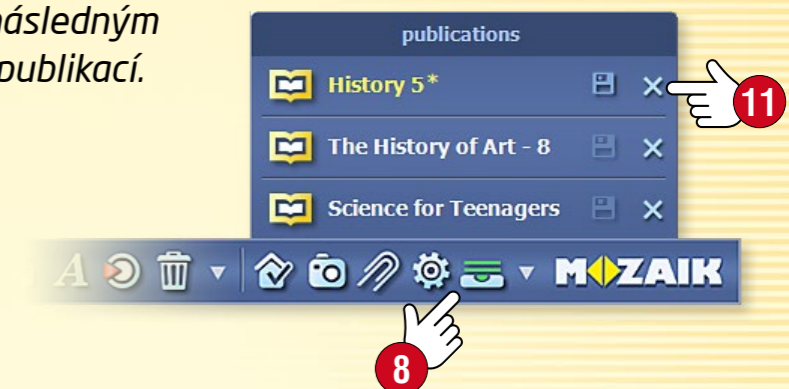 následným
publikací.
publications
History 5*
The History of Art - 8
Science for Teenagers
A
MOZAIK
11
8